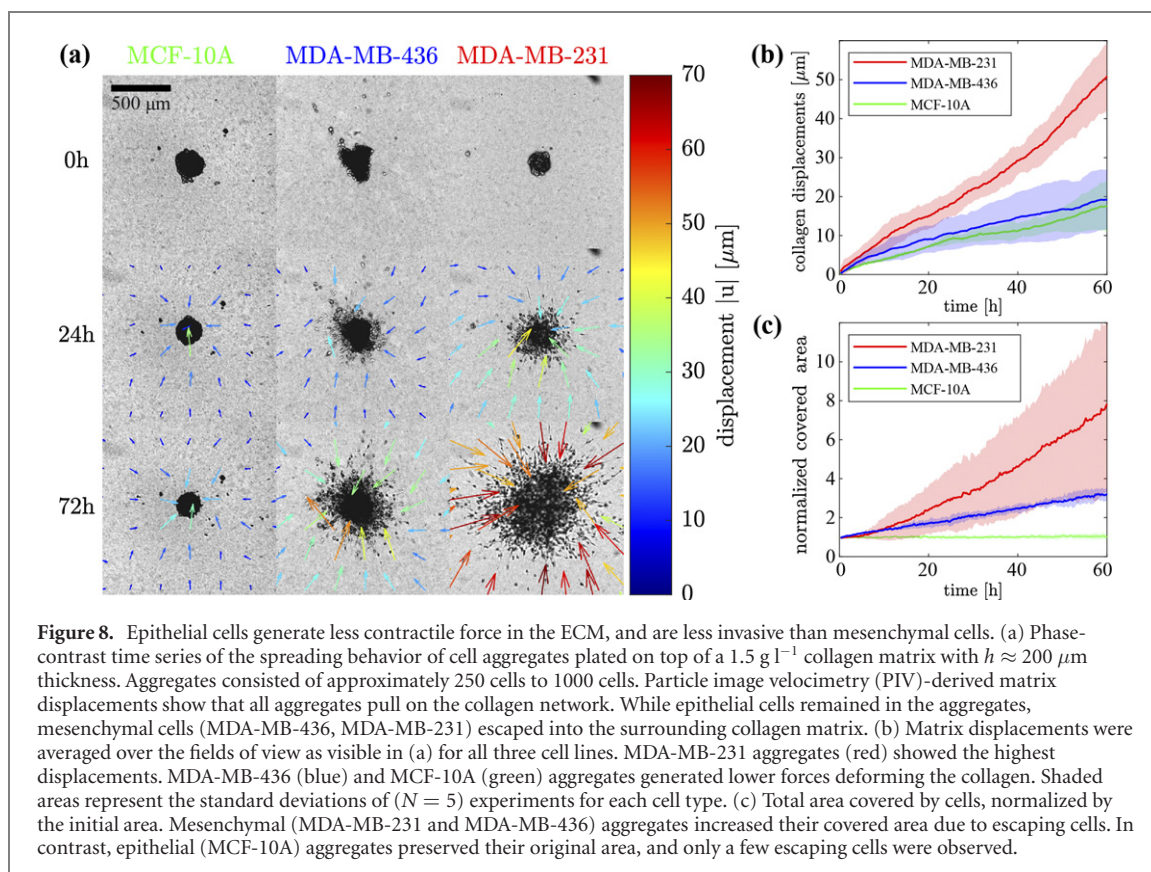 (a)
MCF-10A MDA-MB-436 MDA-MB-231
500 μm
0h
24h
72h
70
60
50
40
30
20
10
0
displacement |u| [μm]
(b)
MDA-MB-231
MDA-MB-436
MCF-10A
50
40
30
20
10
0
collagen displacements [μm]
0 20 40 60
time [h]
(c)
MDA-MB-231
MDA-MB-436
MCF-10A
10
8
6
4
2
0
normalized covered area
0 20 40 60
time [h]
Figure 8. Epithelial cells generate less contractile force in the ECM, and are less invasive than mesenchymal cells. (a) Phase-
contrast time series of the spreading behavior of cell aggregates plated on top of a 1.5 g l⁻¹ collagen matrix with h ≈ 200 μm
thickness. Aggregates consisted of approximately 250 cells to 1000 cells. Particle image velocimetry (PIV)-derived matrix
displacements show that all aggregates pull on the collagen network. While epithelial cells remained in the aggregates,
mesenchymal cells (MDA-MB-436, MDA-MB-231) escaped into the surrounding collagen matrix. (b) Matrix displacements were
averaged over the fields of view as visible in (a) for all three cell lines. MDA-MB-231 aggregates (red) showed the highest
displacements. MDA-MB-436 (blue) and MCF-10A (green) aggregates generated lower forces deforming the collagen. Shaded
areas represent the standard deviations of (N = 5) experiments for each cell type. (c) Total area covered by cells, normalized by
the initial area. Mesenchymal (MDA-MB-231 and MDA-MB-436) aggregates increased their covered area due to escaping cells. In
contrast, epithelial (MCF-10A) aggregates preserved their original area, and only a few escaping cells were observed.